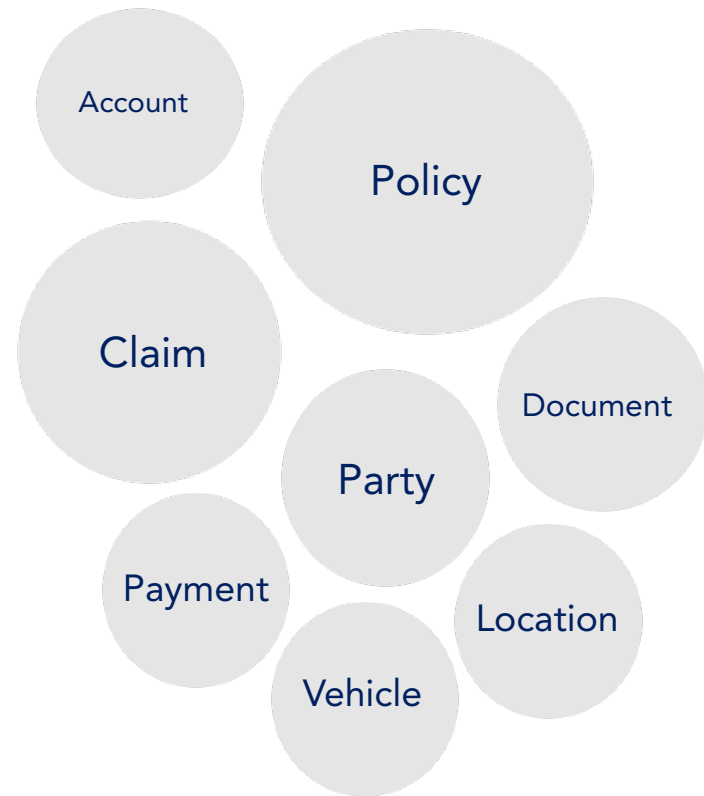 Account
Policy
Claim
Document
Party
Payment
Location
Vehicle